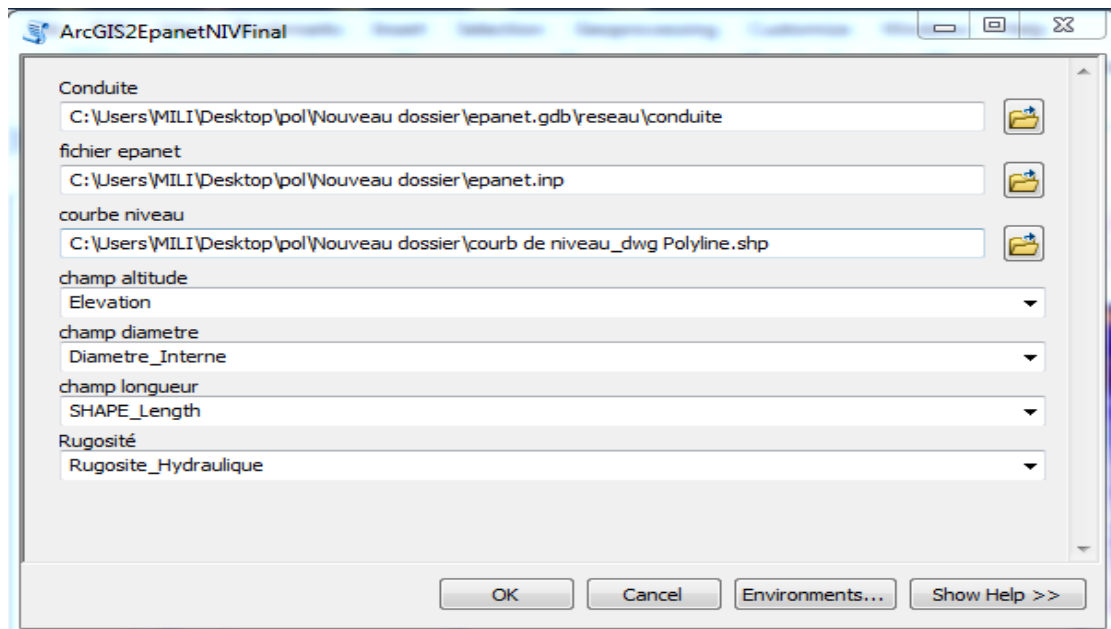 ArcGIS2EpanetNIVFinal
Conduite
C:\Users\MILI\Desktop\pol\Nouveau dossier\epanet.gdb\reseau\conduite
fichier epanet
C:\Users\MILI\Desktop\pol\Nouveau dossier\epanet.inp
courbe niveau
C:\Users\MILI\Desktop\pol\Nouveau dossier\courb de niveau_dwg Polyline.shp
champ altitude
Elevation
champ diametre
Diametre_Interne
champ longueur
SHAPE_Length
Rugosité
Rugosite_Hydraulique
OK Cancel Environments... Show Help >>